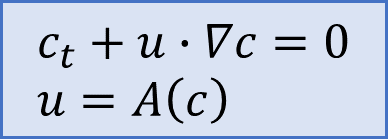 c_t + u · ∇c = 0
u = A(c)